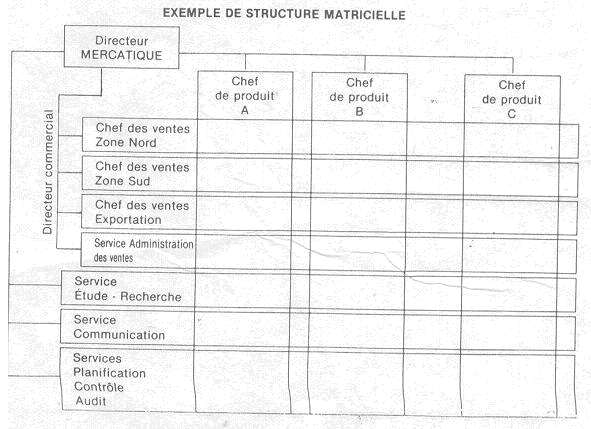 EXEMPLE DE STRUCTURE MATRICIELLE
Directeur
MERCATIQUE
Chef
de produit
A
Chef
de produit
B
Chef
de produit
C
Directeur commercial
Chef des ventes
Zone Nord
Chef des ventes
Zone Sud
Chef des ventes
Exportation
Service Administration
des ventes
Service
Étude - Recherche
Service
Communication
Services
Planification
Contrôle
Audit